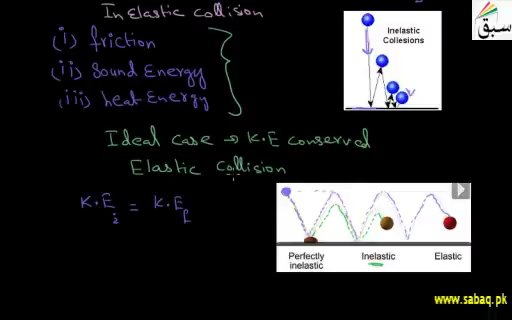 InElastic collision
(i) friction
(ii) Sound Energy
(iii) heat Energy
Inelastic
Collesions
سبق
Ideal case → K.E conserved
Elastic Collision
K.E i = K.E f
Perfectly
inelastic
Inelastic
Elastic
www.sabaq.pk